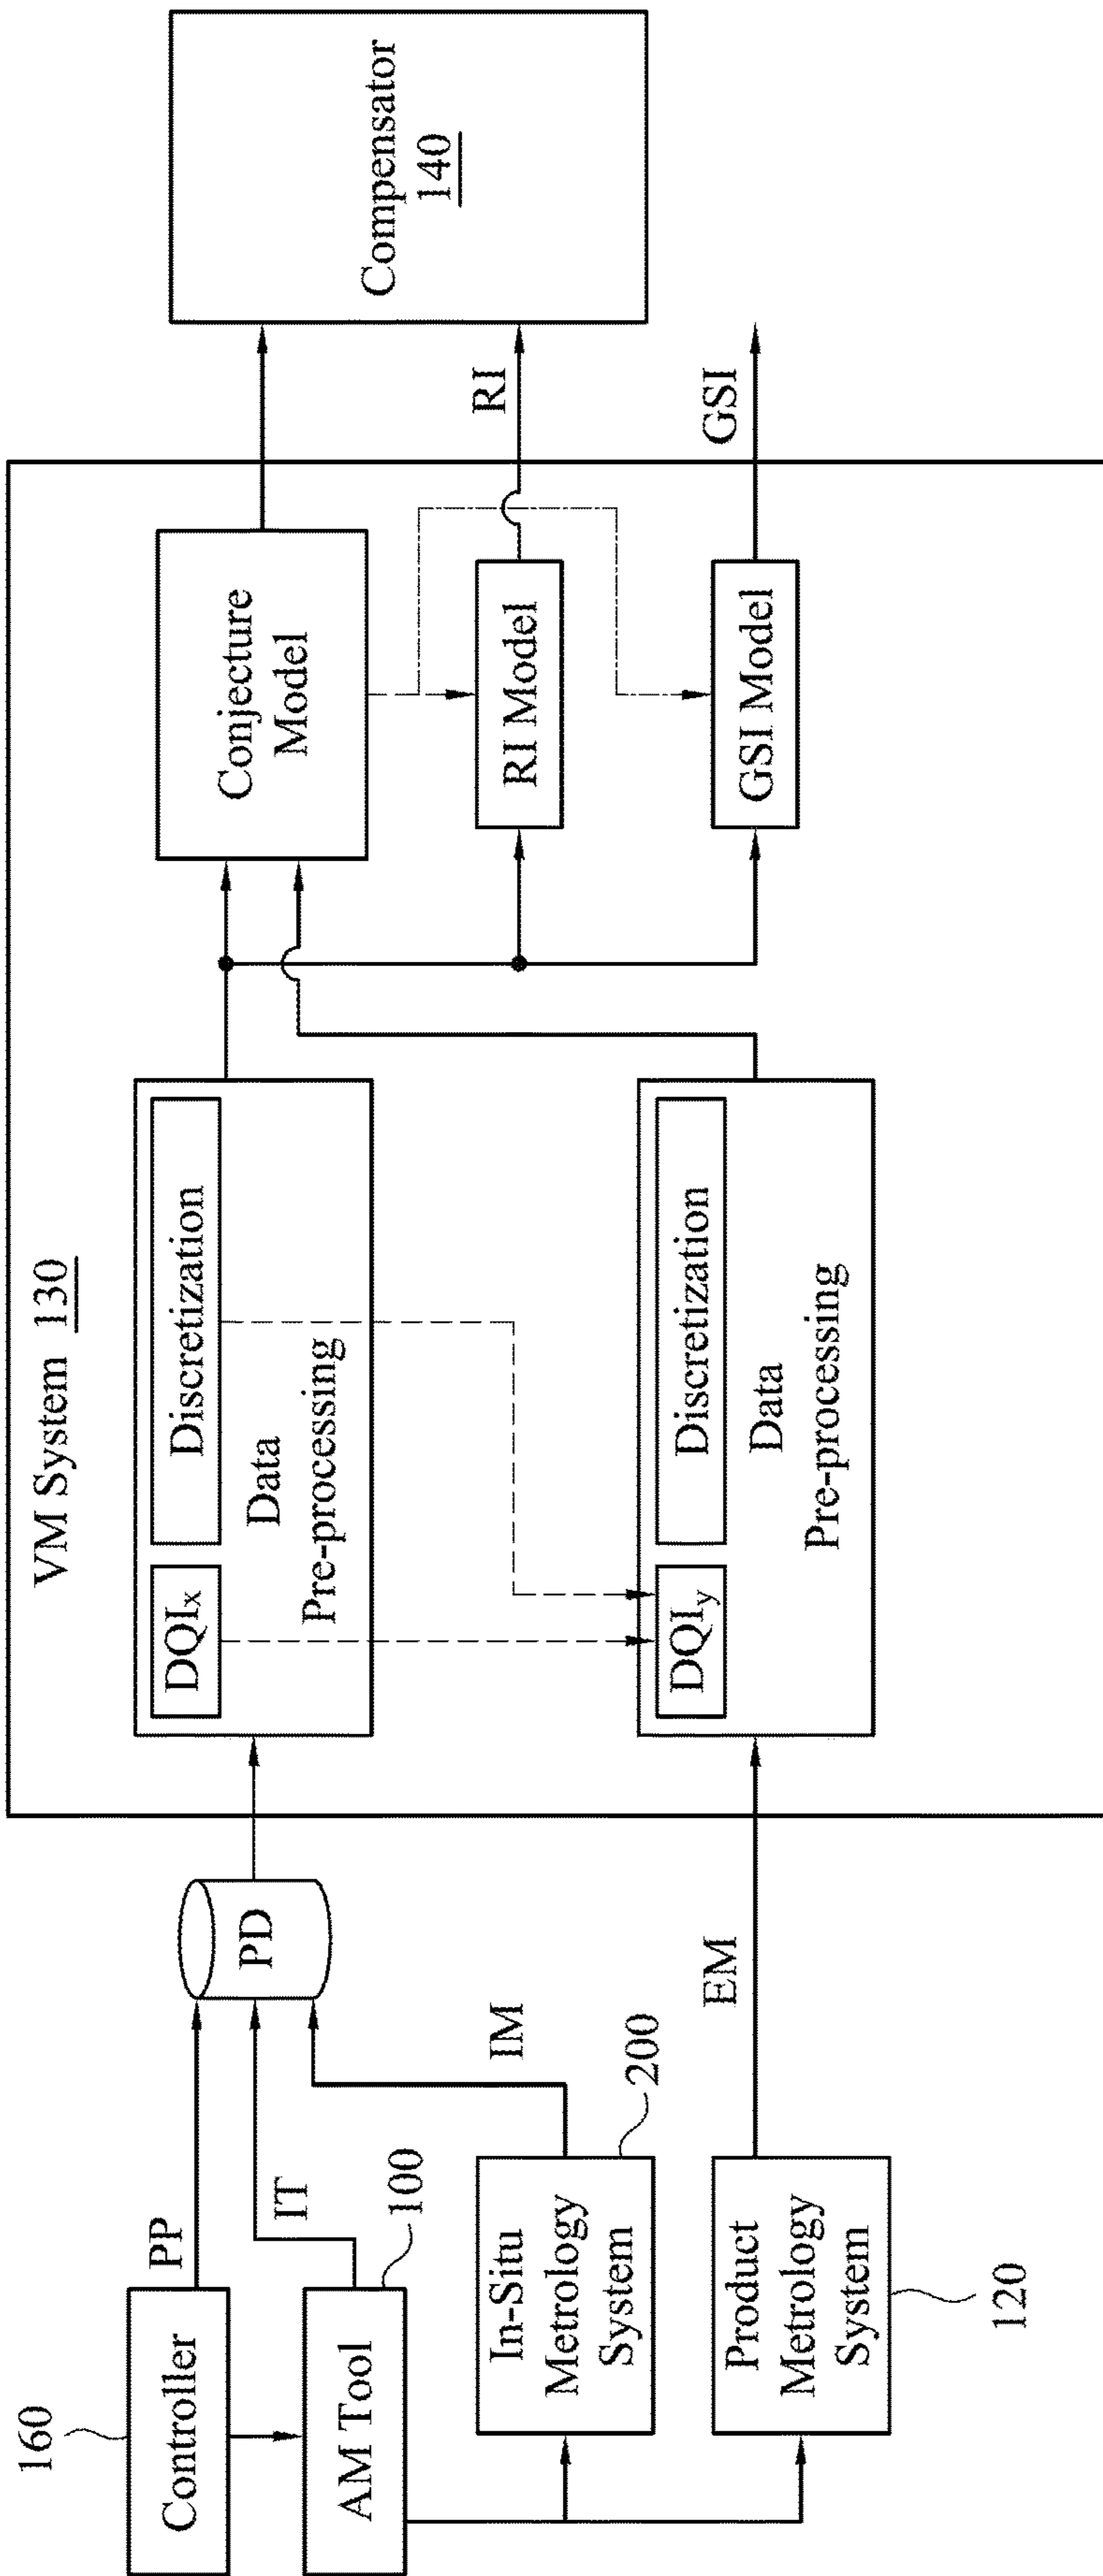 160
Controller
PP
AM Tool
100
IT
In-Situ
Metrology
System
200
IM
Product
Metrology
System
120
EM
PD
VM System 130
DQIx
Discretization
Data
Pre-processing
DQIy
Discretization
Data
Pre-processing
Conjecture
Model
RI Model
GSI Model
RI
GSI
Compensator
140